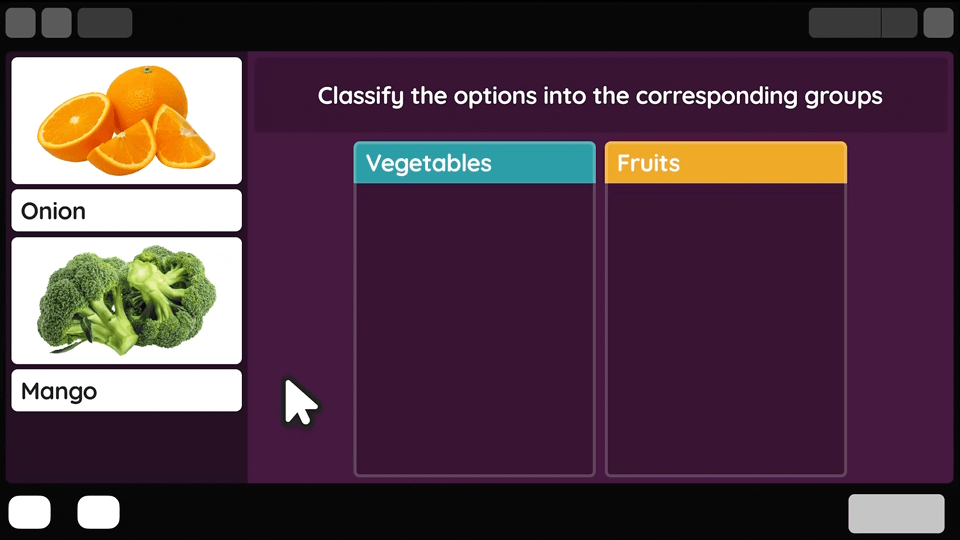 Classify the options into the corresponding groups
Onion
Mango
Vegetables
Fruits